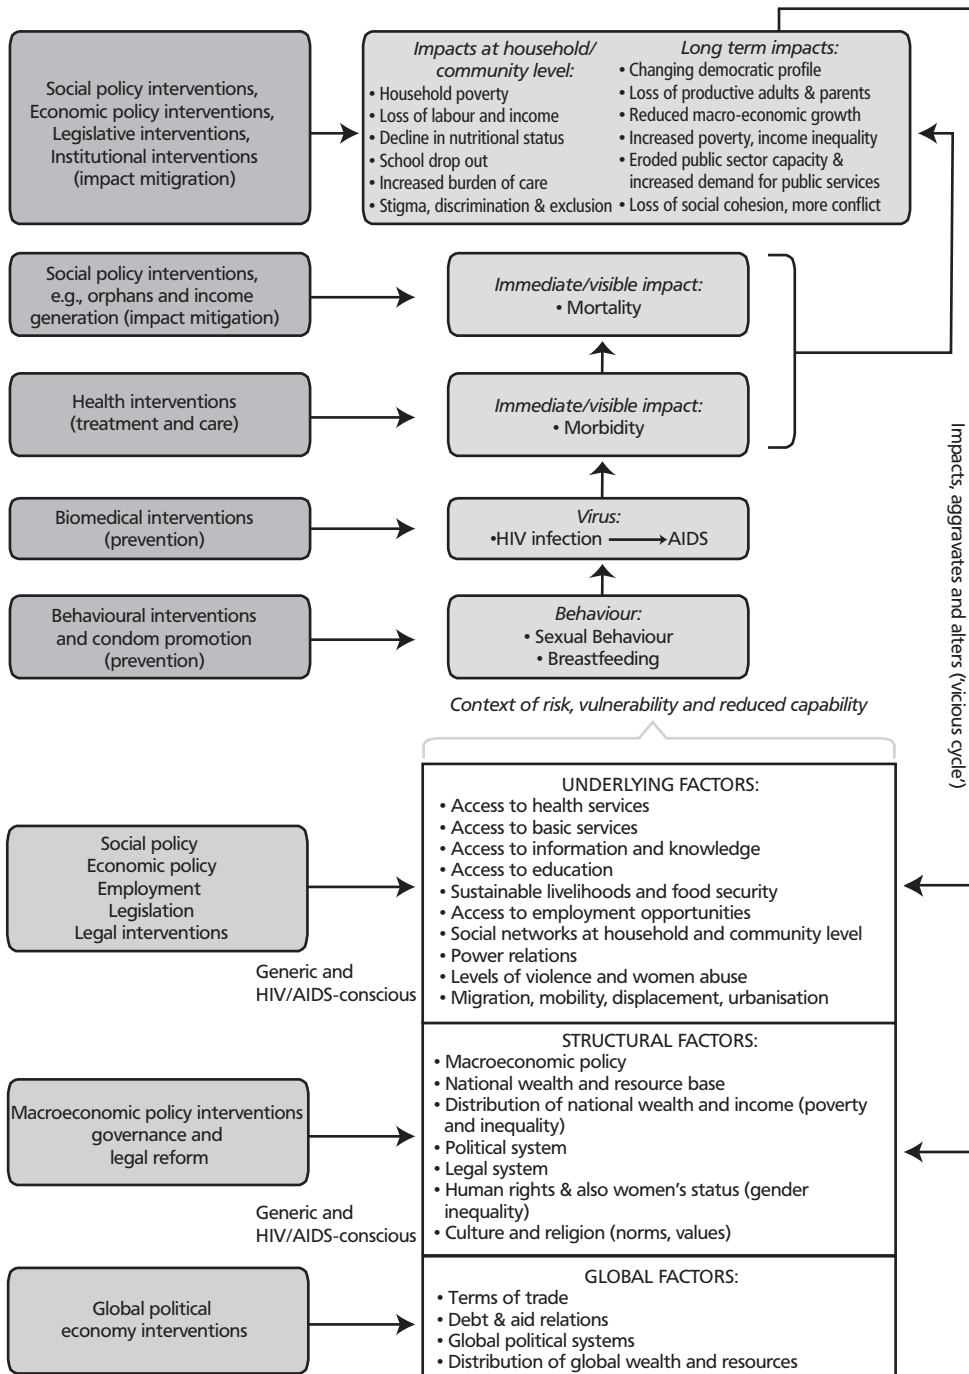 Social policy interventions,
Economic policy interventions,
Legislative interventions,
Institutional interventions
(impact mitigration)
Impacts at household/
community level:
• Household poverty
• Loss of labour and income
• Decline in nutritional status
• School drop out
• Increased burden of care
• Stigma, discrimination & exclusion
Long term impacts:
• Changing democratic profile
• Loss of productive adults & parents
• Reduced macro-economic growth
• Increased poverty, income inequality
• Eroded public sector capacity &
increased demand for public services
• Loss of social cohesion, more conflict
Social policy interventions,
e.g., orphans and income
generation (impact mitigation)
Immediate/visible impact:
• Mortality
Health interventions
(treatment and care)
Immediate/visible impact:
• Morbidity
Biomedical interventions
(prevention)
Virus:
•HIV infection
AIDS
Behavioural interventions
and condom promotion
(prevention)
Behaviour:
• Sexual Behaviour
• Breastfeeding
Impacts, aggravates and alters (‘vicious cycle’)
Context of risk, vulnerability and reduced capability
Social policy
Economic policy
Employment
Legislation
Legal interventions
Generic and
HIV/AIDS-conscious
UNDERLYING FACTORS:
• Access to health services
• Access to basic services
• Access to information and knowledge
• Access to education
• Sustainable livelihoods and food security
• Access to employment opportunities
• Social networks at household and community level
• Power relations
• Levels of violence and women abuse
• Migration, mobility, displacement, urbanisation
Macroeconomic policy interventions
governance and
legal reform
Generic and
HIV/AIDS-conscious
STRUCTURAL FACTORS:
• Macroeconomic policy
• National wealth and resource base
• Distribution of national wealth and income (poverty
and inequality)
• Political system
• Legal system
• Human rights & also women’s status (gender
inequality)
• Culture and religion (norms, values)
Global political
economy interventions
GLOBAL FACTORS:
• Terms of trade
• Debt & aid relations
• Global political systems
• Distribution of global wealth and resources